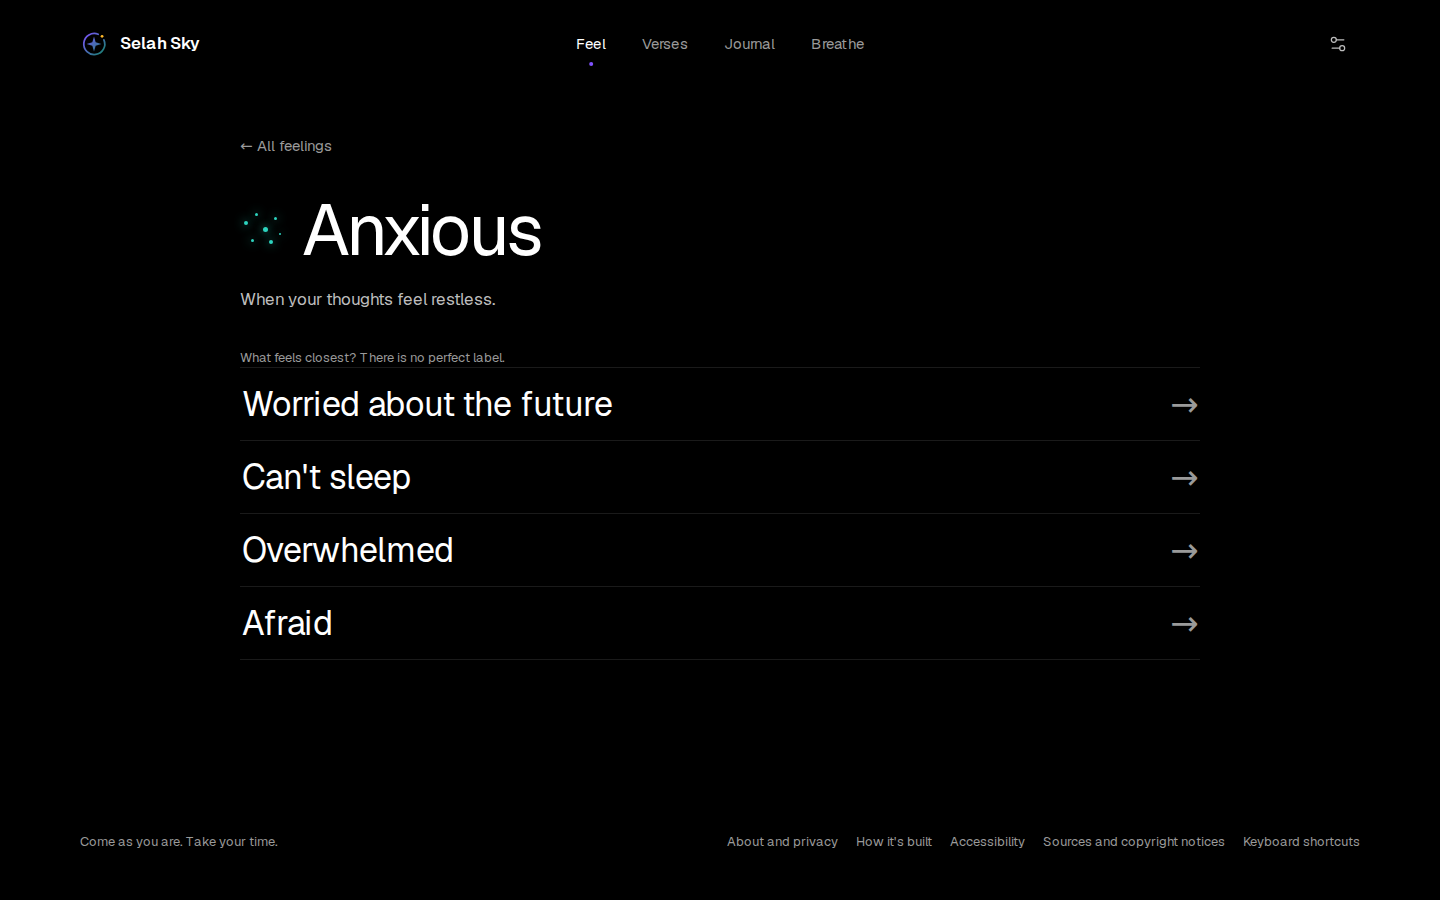 Selah Sky
Feel
Verses
Journal
Breathe
← All feelings
Anxious
When your thoughts feel restless.
What feels closest? There is no perfect label.
Worried about the future →
Can't sleep →
Overwhelmed →
Afraid →
Come as you are. Take your time.
About and privacy
How it's built
Accessibility
Sources and copyright notices
Keyboard shortcuts